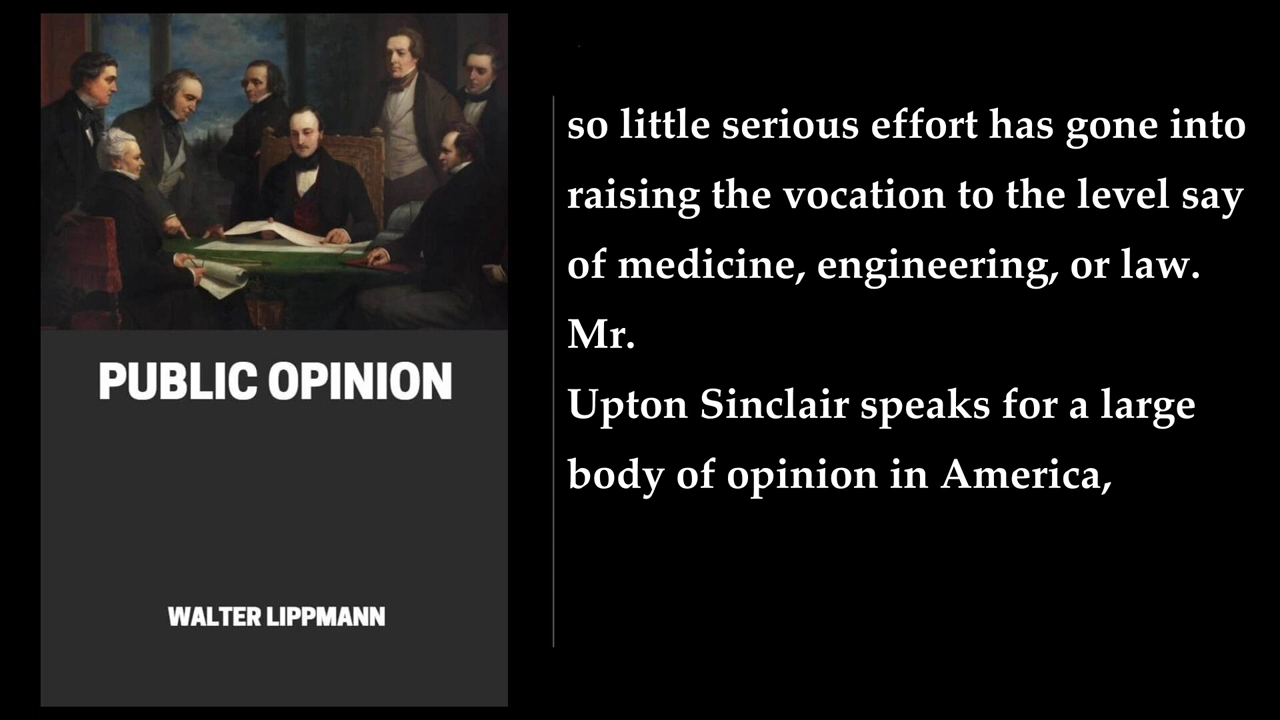 PUBLIC OPINION
WALTER LIPPMANN
so little serious effort has gone into
raising the vocation to the level say
of medicine, engineering, or law.
Mr.
Upton Sinclair speaks for a large
body of opinion in America,